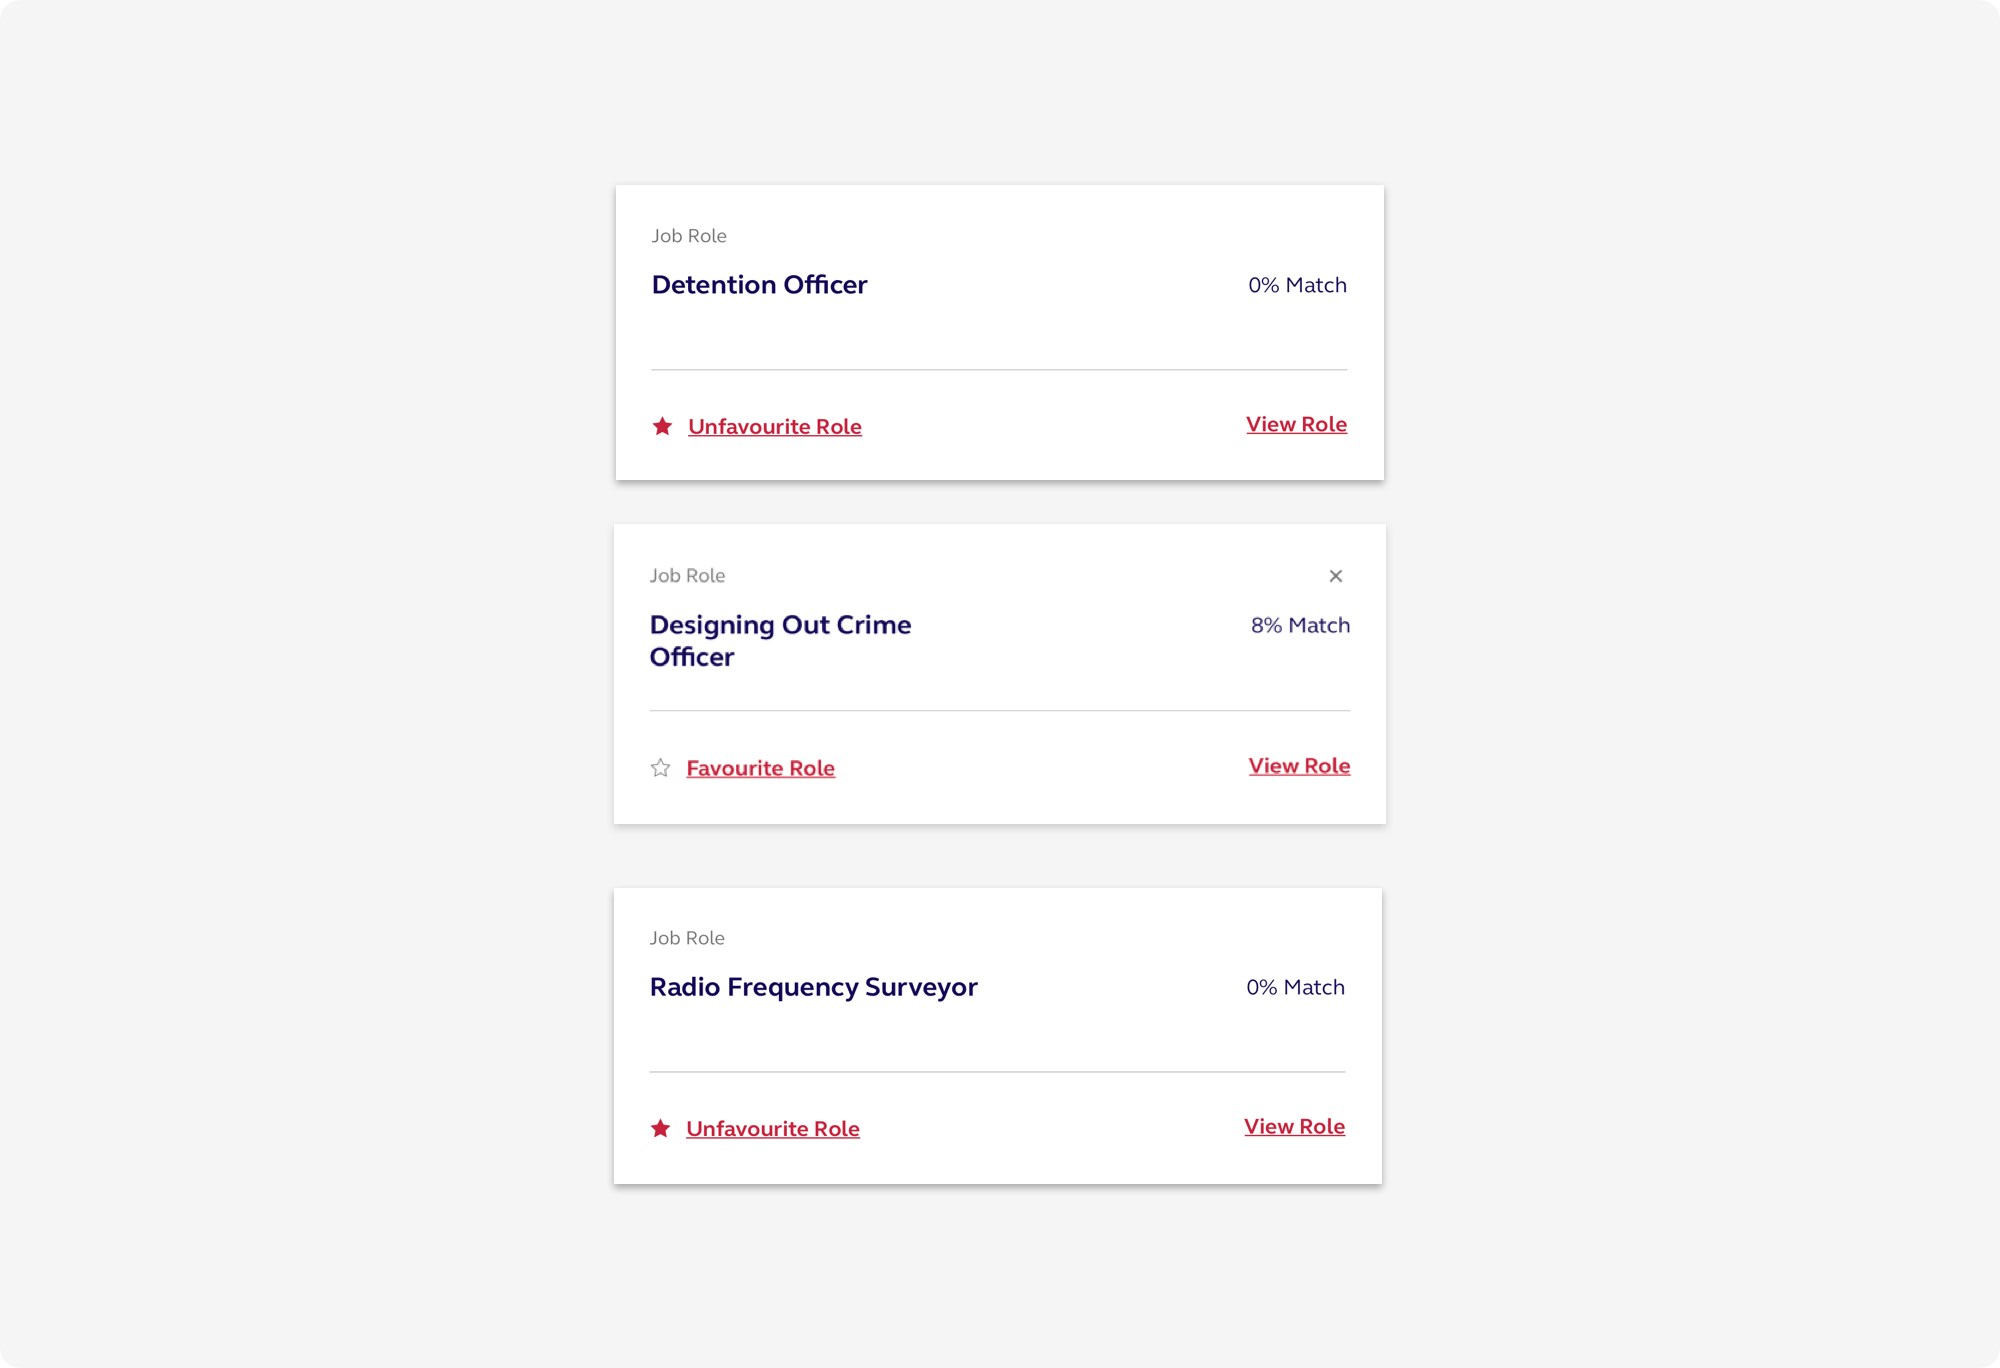 Job Role
Detention Officer
0% Match
Unfavourite Role
View Role
Job Role
Designing Out Crime
Officer
8% Match
Favourite Role
View Role
Job Role
Radio Frequency Surveyor
0% Match
Unfavourite Role
View Role